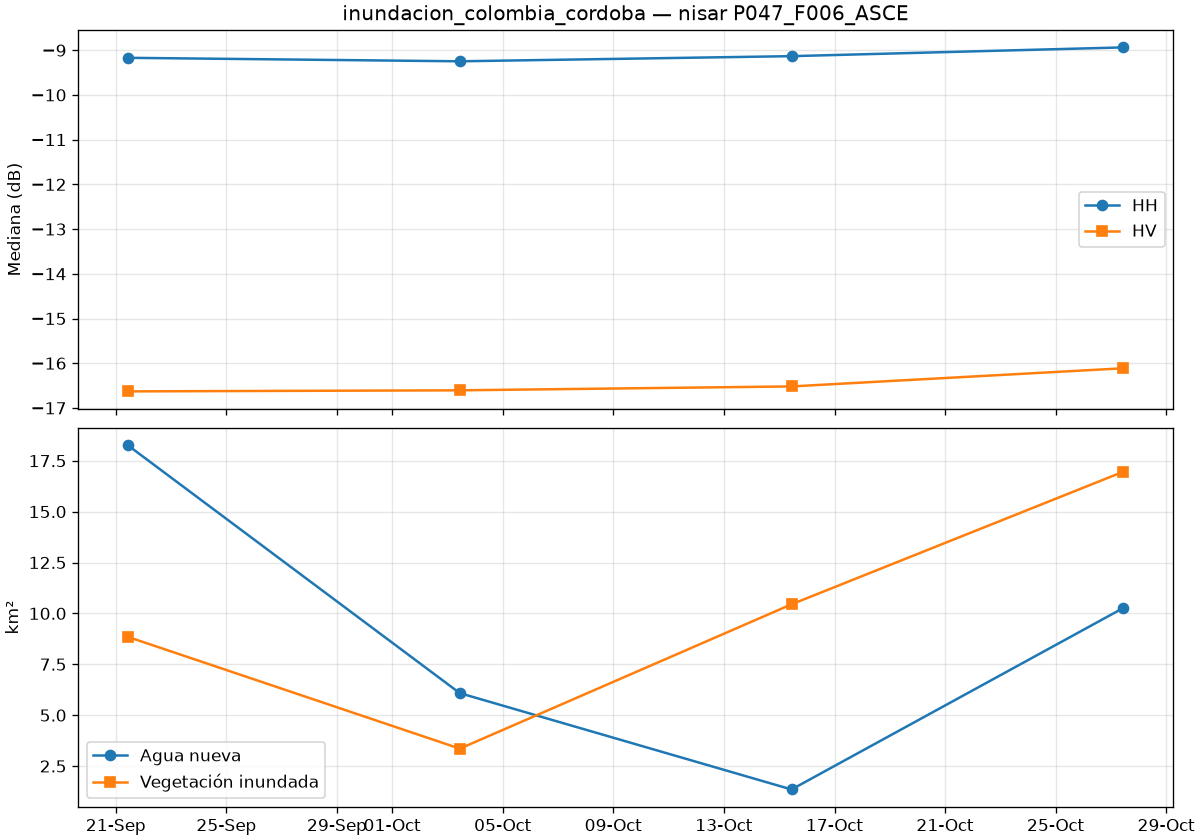 inundacion_colombia_cordoba — nisar P047_F006_ASCE
Mediana (dB)
−9
−10
−11
−12
−13
−14
−15
−16
−17
HH
HV
km²
17.5
15.0
12.5
10.0
7.5
5.0
2.5
Agua nueva
Vegetación inundada
21-Sep 25-Sep 29-Sep 01-Oct 05-Oct 09-Oct 13-Oct 17-Oct 21-Oct 25-Oct 29-Oct